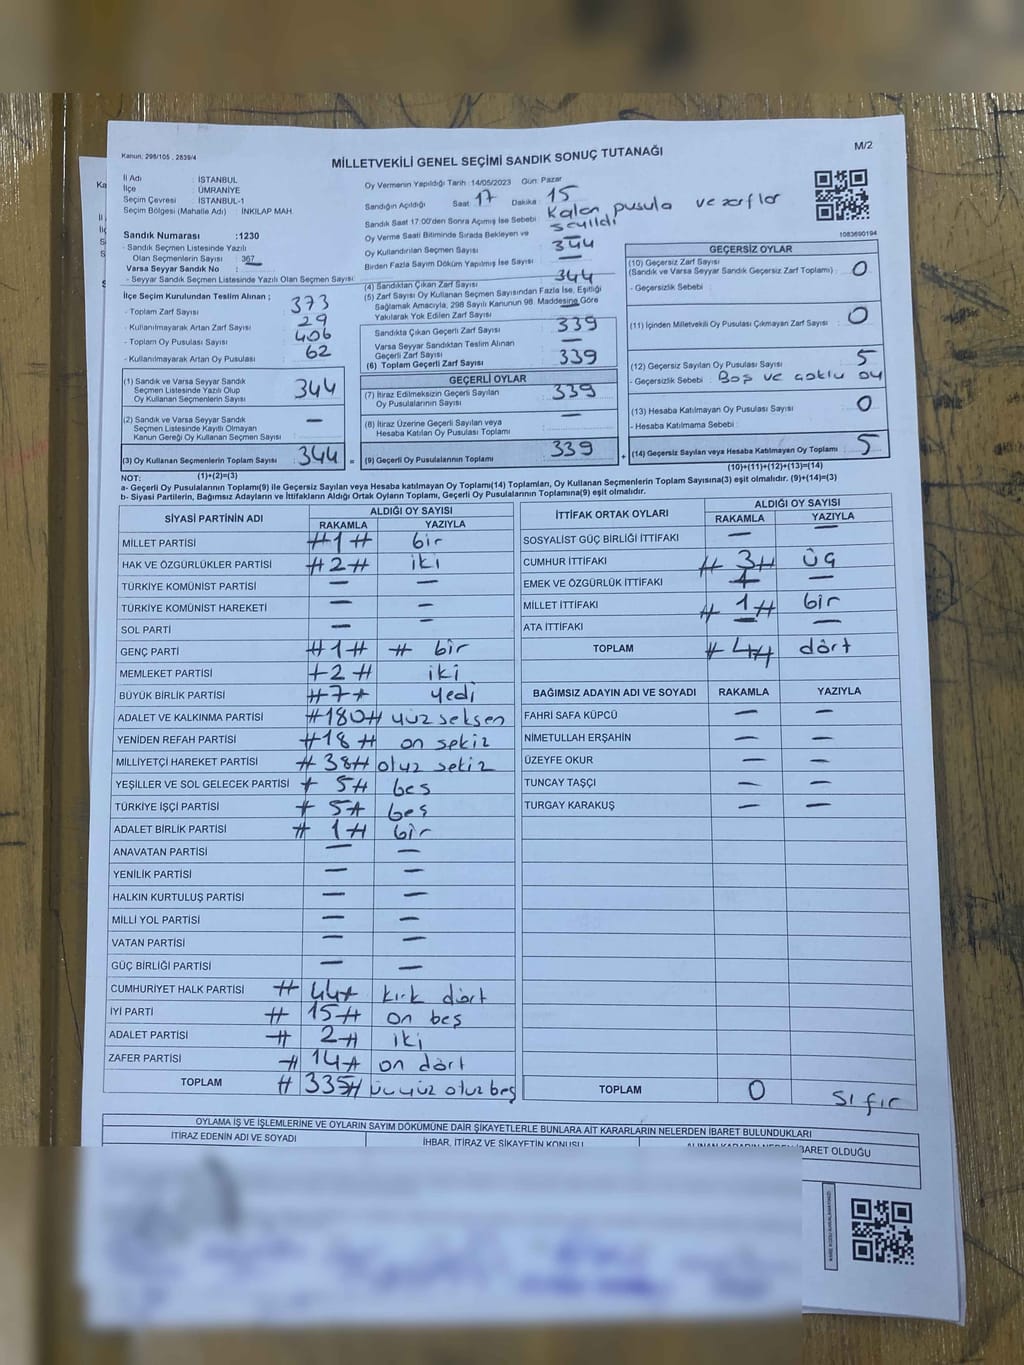 Kanun: 298/105 , 2839/4
MİLLETVEKİLİ GENEL SEÇİMİ SANDIK SONUÇ TUTANAĞI
M/2
İl Adı : İSTANBUL
İlçe : ÜMRANİYE
Seçim Çevresi : İSTANBUL-1
Seçim Bölgesi (Mahalle Adı) : İNKILAP MAH
Sandık Numarası :1230
- Sandık Seçmen Listesinde Yazılı
Olan Seçmenlerin Sayısı : 367
Varsa Seyyar Sandık No :
- Seyyar Sandık Seçmen Listesinde Yazılı Olan Seçmen Sayısı:
İlçe Seçim Kurulundan Teslim Alınan ;
- Toplam Zarf Sayısı : 373
- Kullanılmayarak Artan Zarf Sayısı : 29
- Toplam Oy Pusulası Sayısı : 406
- Kullanılmayarak Artan Oy Pusulası : 62
(1) Sandık ve Varsa Seyyar Sandık
Seçmen Listesinde Yazılı Olup
Oy Kullanan Seçmenlerin Sayısı : 344
(2) Sandık ve Varsa Seyyar Sandık
Seçmen Listesinde Kayıtlı Olmayan
Kanun Gereği Oy Kullanan Seçmen Sayısı : —
(3) Oy Kullanan Seçmenlerin Toplam Sayısı : 344 =
(1)+(2)=(3)
Oy Vermenin Yapıldığı Tarih :14/05/2023 Gün: Pazar
Sandığın Açıldığı Saat 17 Dakika 15
Sandık Saat 17:00'den Sonra Açılmış İse Sebebi : Kalan pusula ve zarflar
sayıldı
Oy Verme Saati Bitiminde Sırada Bekleyen ve
Oy Kullandırılan Seçmen Sayısı : 344
Birden Fazla Sayım Döküm Yapılmış İse Sayısı : —
(4) Sandıktan Çıkan Zarf Sayısı : 344
(5) Zarf Sayısı Oy Kullanan Seçmen Sayısından Fazla İse, Eşitliği
Sağlamak Amacıyla, 298 Sayılı Kanunun 98. Maddesine Göre
Yakılarak Yok Edilen Zarf Sayısı : —
Sandıkta Çıkan Geçerli Zarf Sayısı : 339
Varsa Seyyar Sandıktan Teslim Alınan
Geçerli Zarf Sayısı : —
(6) Toplam Geçerli Zarf Sayısı : 339
GEÇERLİ OYLAR
(7) İtiraz Edilmeksizin Geçerli Sayılan
Oy Pusulalarının Sayısı : 339
(8) İtiraz Üzerine Geçerli Sayılan veya
Hesaba Katılan Oy Pusulası Toplamı : —
(9) Geçerli Oy Pusulalarının Toplamı : 339 +
1083690194
GEÇERSİZ OYLAR
(10) Geçersiz Zarf Sayısı
(Sandık ve Varsa Seyyar Sandık Geçersiz Zarf Toplamı) : 0
- Geçersizlik Sebebi :
(11) İçinden Milletvekili Oy Pusulası Çıkmayan Zarf Sayısı : 0
(12) Geçersiz Sayılan Oy Pusulası Sayısı : 5
- Geçersizlik Sebebi : Boş ve çoklu oy
(13) Hesaba Katılmayan Oy Pusulası Sayısı : 0
- Hesaba Katılmama Sebebi :
(14) Geçersiz Sayılan veya Hesaba Katılmayan Oy Toplamı : 5
(10)+(11)+(12)+(13)=(14)
NOT:
a- Geçerli Oy Pusulalarının Toplamı(9) ile Geçersiz Sayılan veya Hesaba Katılmayan Oy Toplamı(14) Toplamları, Oy Kullanan Seçmenlerin Toplam Sayısına(3) eşit olmalıdır. (9)+(14)=(3)
b- Siyasi Partilerin, Bağımsız Adayların ve İttifakların Aldığı Ortak Oyların Toplamı, Geçerli Oy Pusulalarının Toplamına(9) eşit olmalıdır.
SİYASİ PARTİNİN ADI ALDIĞI OY SAYISI
RAKAMLA YAZIYLA
MİLLET PARTİSİ #1# bir
HAK VE ÖZGÜRLÜKLER PARTİSİ #2# iki
TÜRKİYE KOMÜNİST PARTİSİ — —
TÜRKİYE KOMÜNİST HAREKETİ — —
SOL PARTİ — —
GENÇ PARTİ #1# # bir
MEMLEKET PARTİSİ #2# iki
BÜYÜK BİRLİK PARTİSİ #7# yedi
ADALET VE KALKINMA PARTİSİ #180# yüz seksen
YENİDEN REFAH PARTİSİ #18# on sekiz
MİLLİYETÇİ HAREKET PARTİSİ #38# otuz sekiz
YEŞİLLER VE SOL GELECEK PARTİSİ #5# beş
TÜRKİYE İŞÇİ PARTİSİ #5# beş
ADALET BİRLİK PARTİSİ #1# bir
ANAVATAN PARTİSİ — —
YENİLİK PARTİSİ — —
HALKIN KURTULUŞ PARTİSİ — —
MİLLİ YOL PARTİSİ — —
VATAN PARTİSİ — —
GÜÇ BİRLİĞİ PARTİSİ — —
CUMHURİYET HALK PARTİSİ #44# kırk dört
İYİ PARTİ #15# on beş
ADALET PARTİSİ #2# iki
ZAFER PARTİSİ #14# on dört
TOPLAM #335# üçyüz otuz beş
İTTİFAK ORTAK OYLARI ALDIĞI OY SAYISI
RAKAMLA YAZIYLA
SOSYALİST GÜÇ BİRLİĞİ İTTİFAKI — —
CUMHUR İTTİFAKI #3# üç
EMEK VE ÖZGÜRLÜK İTTİFAKI — —
MİLLET İTTİFAKI #1# bir
ATA İTTİFAKI — —
TOPLAM #4# dört
BAĞIMSIZ ADAYIN ADI VE SOYADI RAKAMLA YAZIYLA
FAHRİ SAFA KÜPCÜ — —
NİMETULLAH ERŞAHİN — —
ÜZEYFE OKUR — —
TUNCAY TAŞÇI — —
TURGAY KARAKUŞ — —
TOPLAM 0 sıfır
OYLAMA İŞ VE İŞLEMLERİNE VE OYLARIN SAYIM DÖKÜMÜNE DAİR ŞİKAYETLERLE BUNLARA AİT KARARLARIN NELERDEN İBARET BULUNDUKLARI
İTİRAZ EDENİN ADI VE SOYADI İHBAR, İTİRAZ VE ŞİKAYETİN KONUSU ALINAN KARARIN NEDEN İBARET OLDUĞU